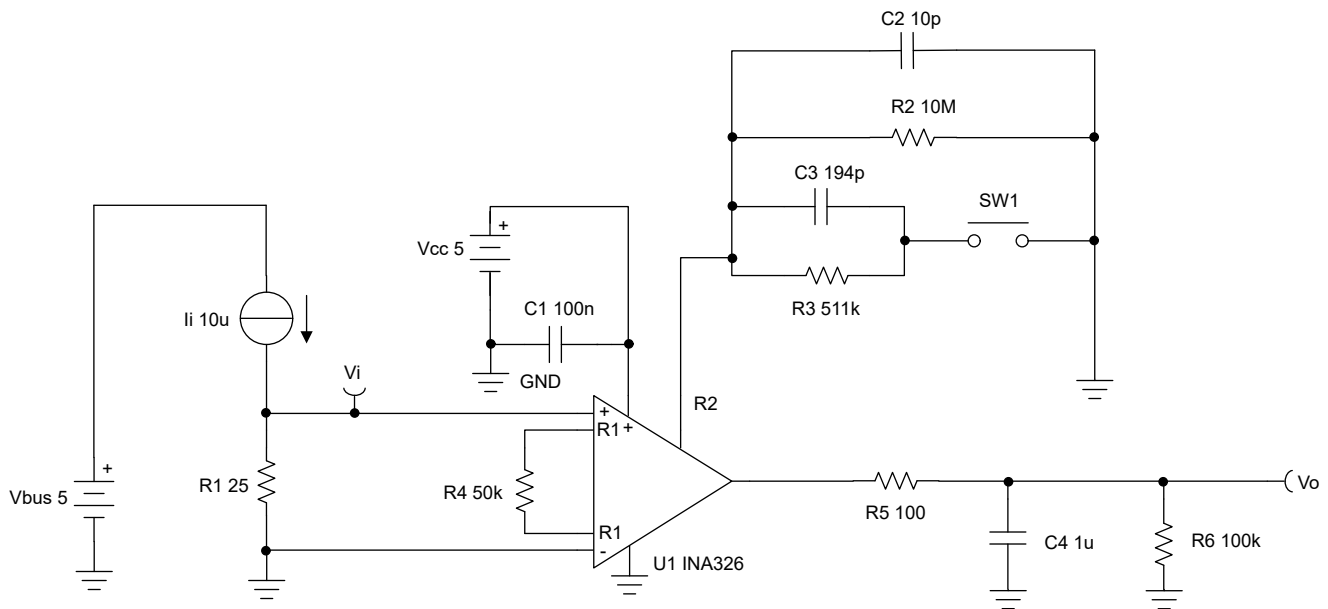 C2 10p
R2 10M
C3 194p
SW1
+
Vcc 5
R3 511k
C1 100n
Ii 10u
GND
Vi
R2
+
+
R1
R1 25
R4 50k
+
Vbus 5
R1
-
U1 INA326
R5 100
Vo
C4 1u
R6 100k